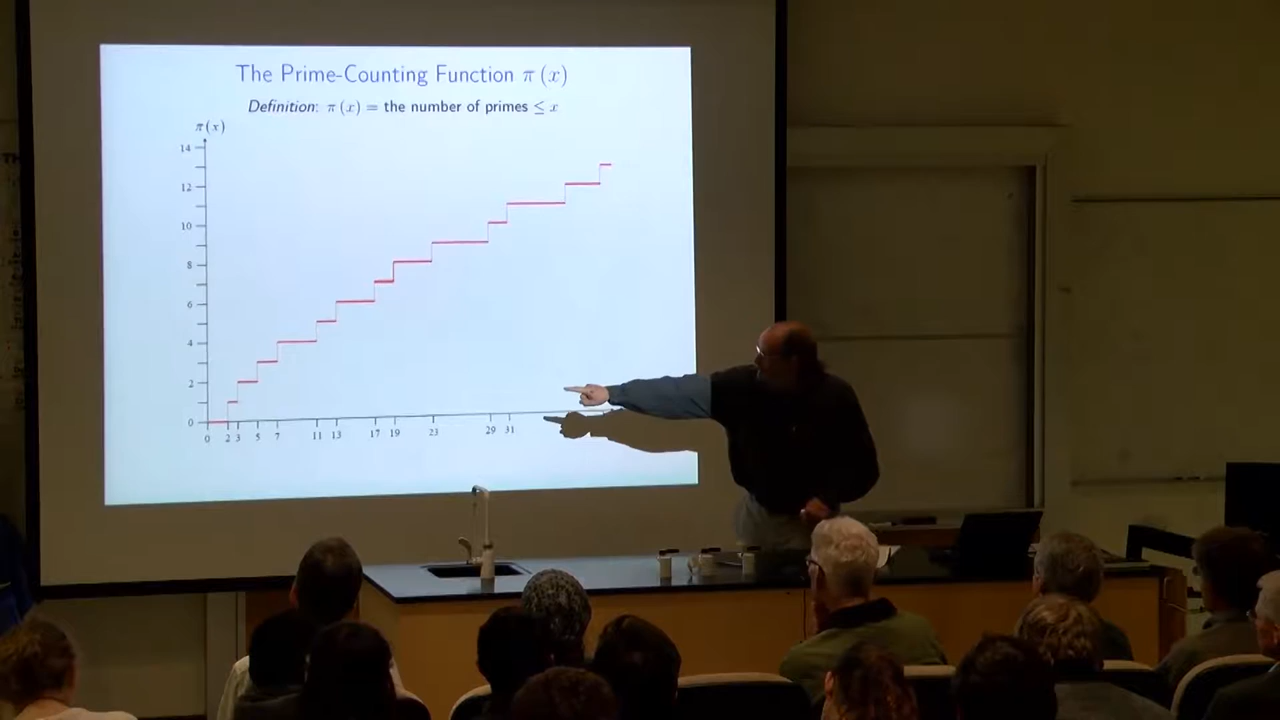 The Prime-Counting Function π (x)
Definition: π (x) = the number of primes ≤ x
π(x)
14
12
10
8
6
4
2
0
0 2 3 5 7 11 13 17 19 23 29 31